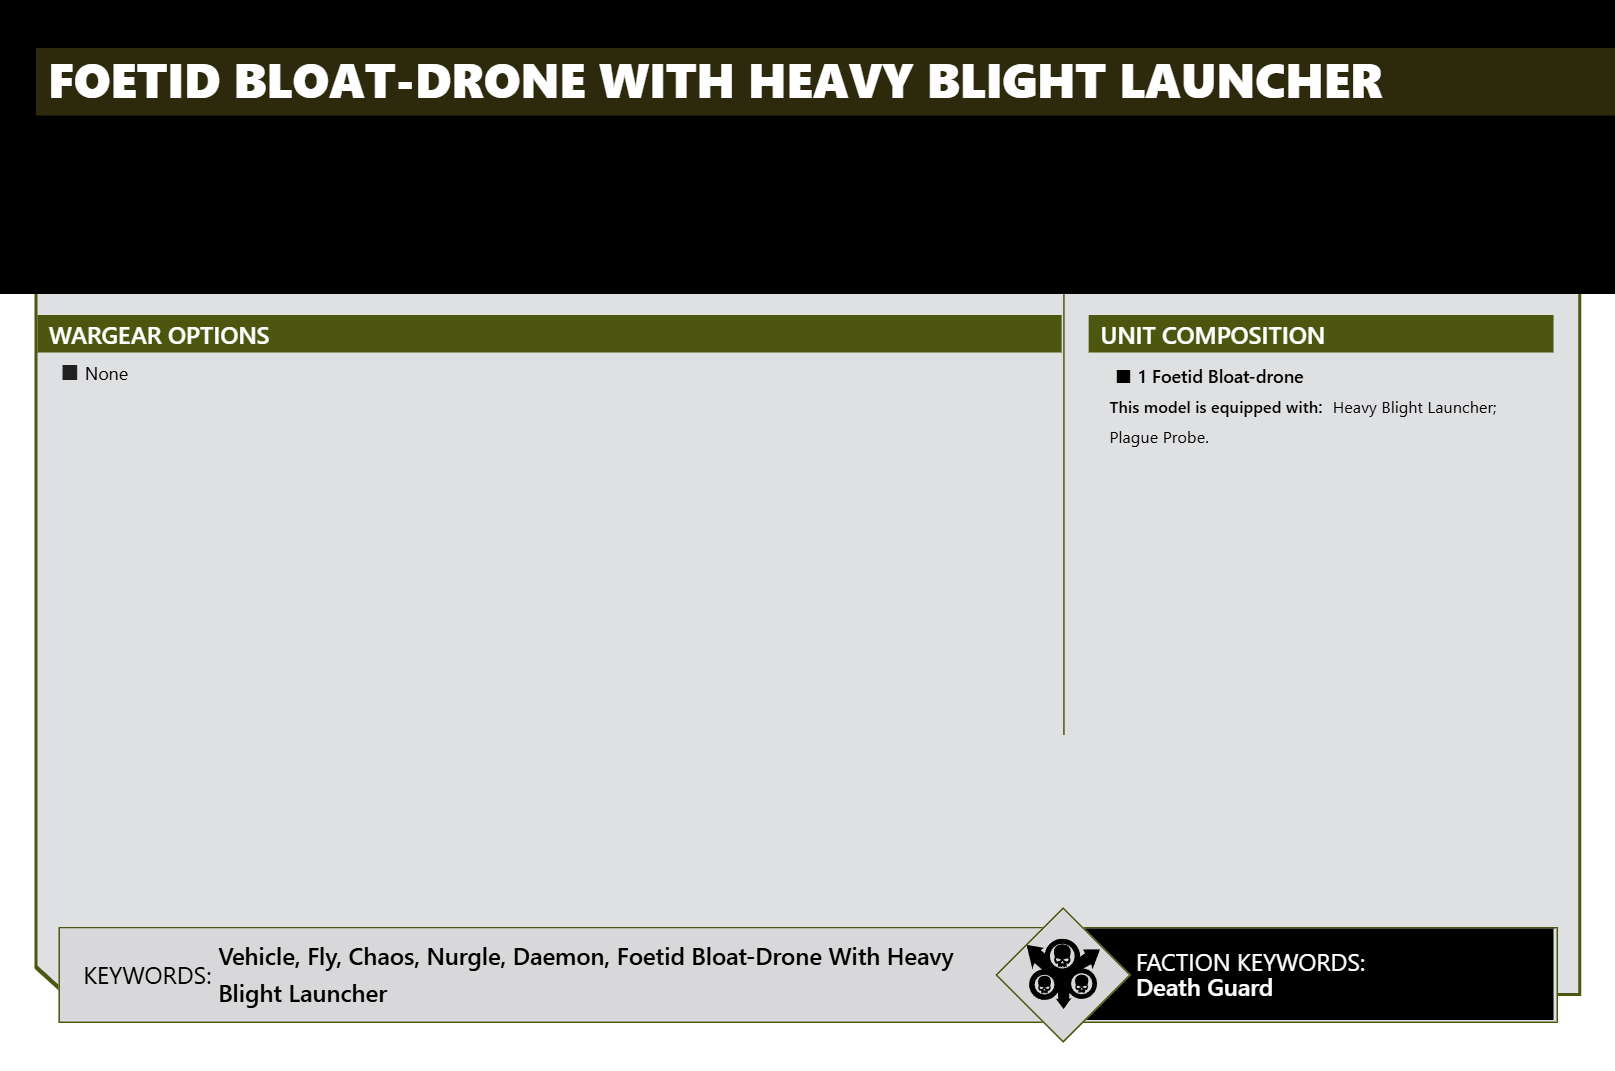 FOETID BLOAT-DRONE WITH HEAVY BLIGHT LAUNCHER
WARGEAR OPTIONS
■ None
UNIT COMPOSITION
■ 1 Foetid Bloat-drone
This model is equipped with: Heavy Blight Launcher;
Plague Probe.
KEYWORDS: Vehicle, Fly, Chaos, Nurgle, Daemon, Foetid Bloat-Drone With Heavy
Blight Launcher
FACTION KEYWORDS:
Death Guard